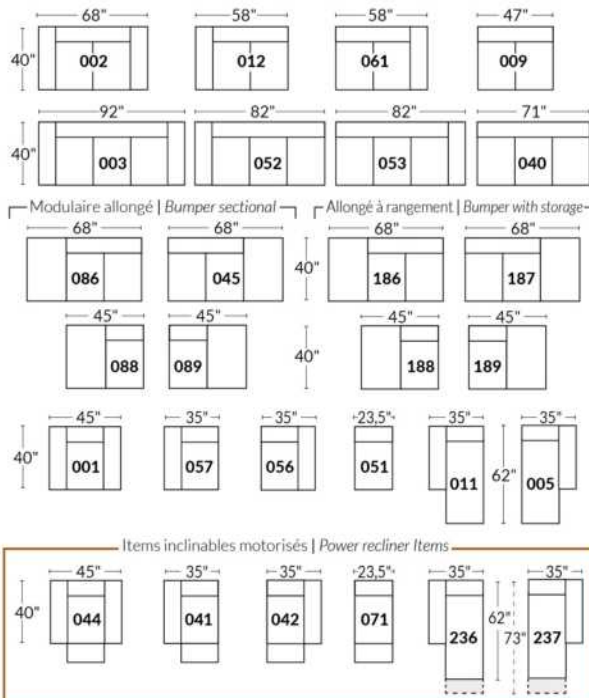 68" 58" 58" 47"
40" 002 012 061 009
92" 82" 82" 71"
40" 003 052 053 040
Modulaire allongé | Bumper sectional Allongé à rangement | Bumper with storage
68" 68" 68" 68"
086 045 40" 186 187
45" 45" 45" 45"
088 089 40" 188 189
45" 35" 35" 23,5" 35" 35"
40" 001 057 056 051 011 62" 005
Items inclinables motorisés | Power recliner Items
45" 35" 35" 23,5" 35" 35"
40" 044 041 042 071 236 62" 73" 237